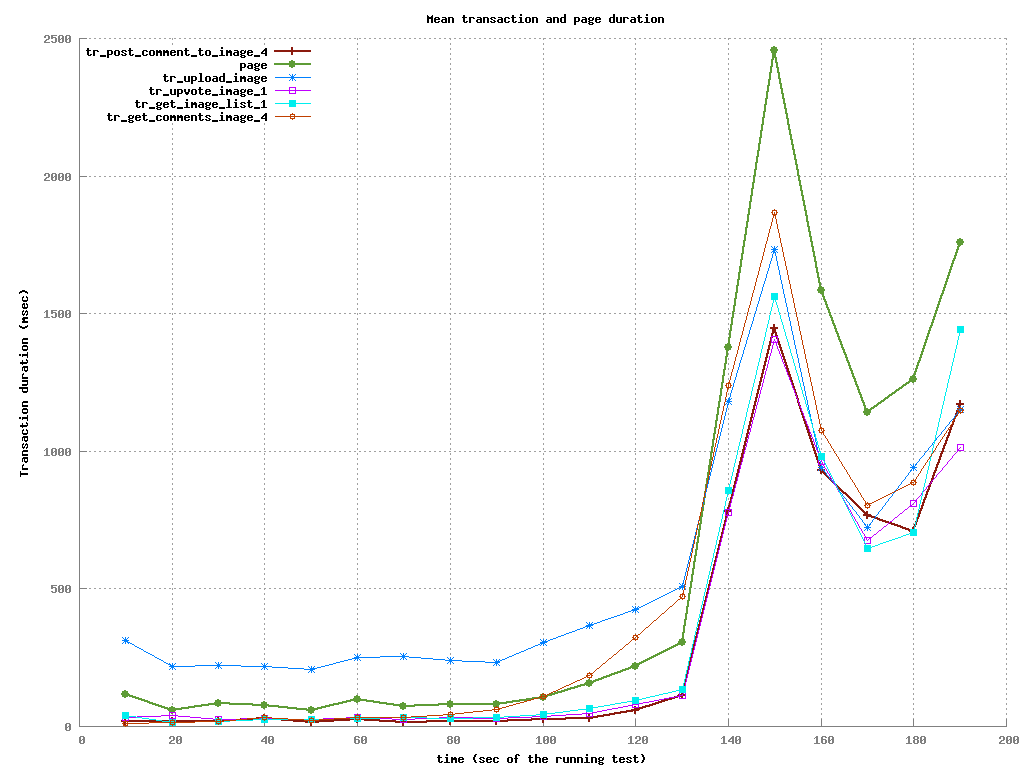 Mean transaction and page duration
2500
2000
1500
1000
500
0
Transaction duration (msec)
tr_post_comment_to_image_4
page
tr_upload_image
tr_upvote_image_1
tr_get_image_list_1
tr_get_comments_image_4
0 20 40 60 80 100 120 140 160 180 200
time (sec of the running test)